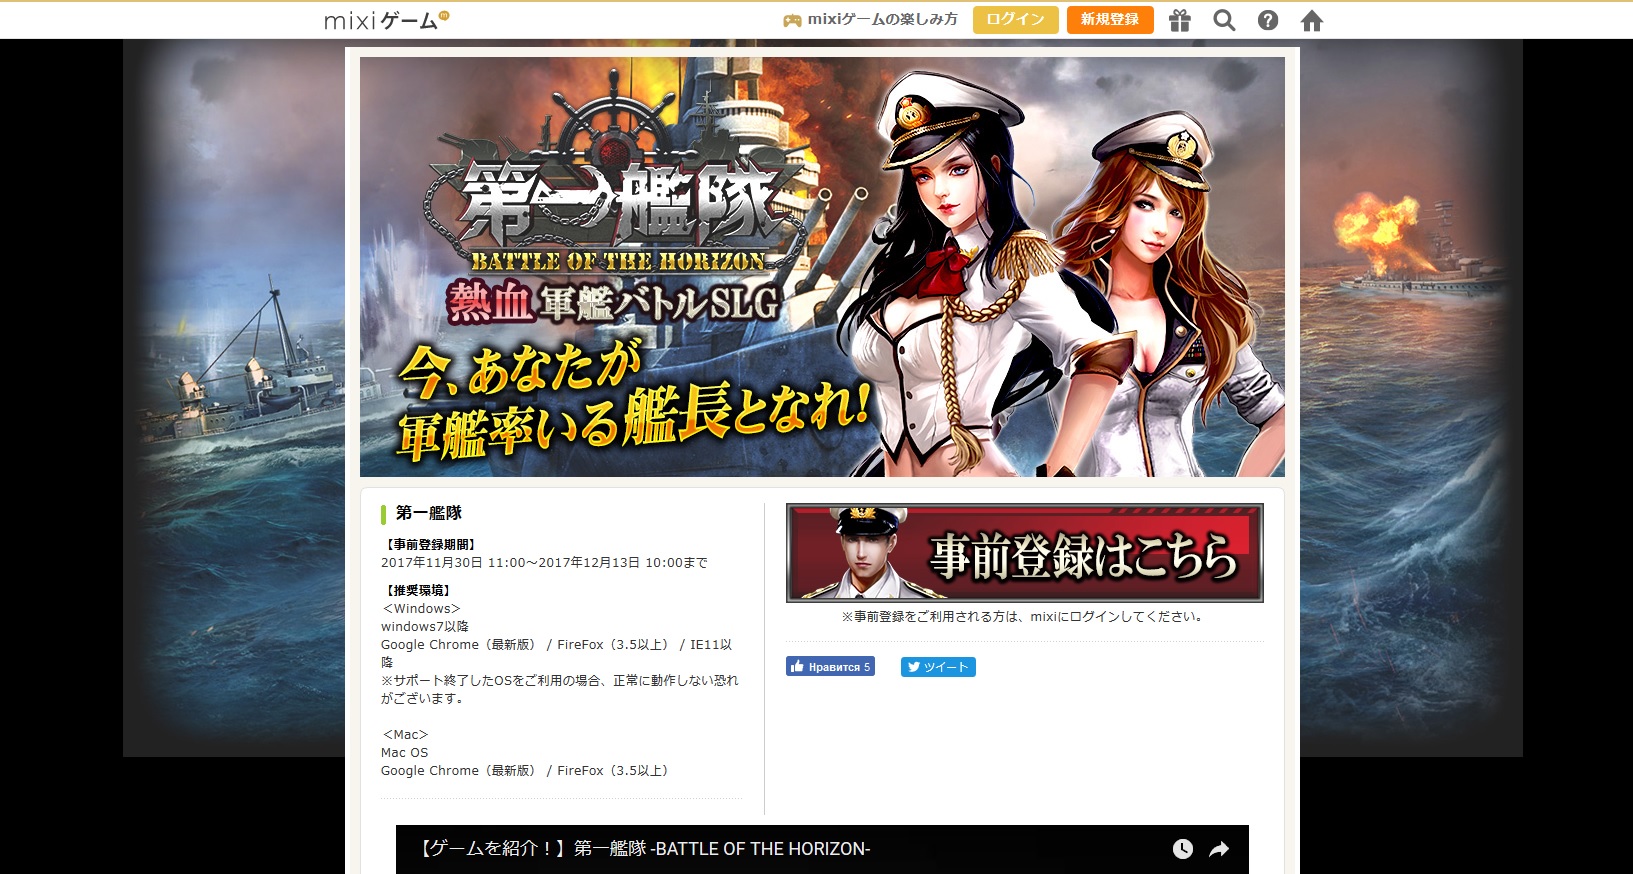 mixiゲーム
mixiゲームの楽しみ方
ログイン
新規登録
第一艦隊
BATTLE OF THE HORIZON
熱血 軍艦バトルSLG
今、あなたが
軍艦率いる艦長となれ!
第一艦隊
【事前登録期間】
2017年11月30日 11:00～2017年12月13日 10:00まで
【推奨環境】
＜Windows＞
windows7以降
Google Chrome（最新版） / FireFox（3.5以上） / IE11以
降
※サポート終了したOSをご利用の場合、正常に動作しない恐れ
がございます。
＜Mac＞
Mac OS
Google Chrome（最新版） / FireFox（3.5以上）
事前登録はこちら
※事前登録をご利用される方は、mixiにログインしてください。
Нравится 5
ツイート
【ゲームを紹介！】第一艦隊 -BATTLE OF THE HORIZON-